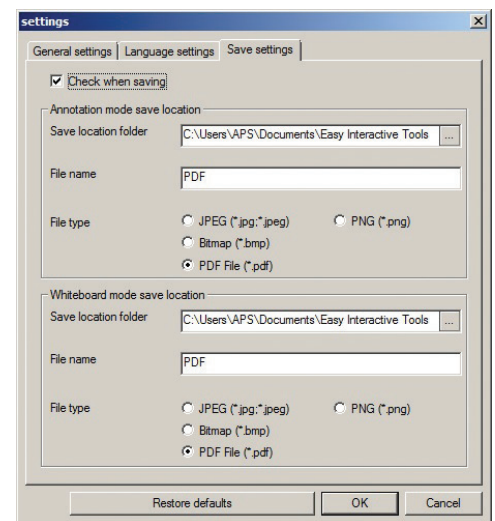 settings
General settings Language settings Save settings
Check when saving
Annotation mode save location
Save location folder C:\Users\APS\Documents\Easy Interactive Tools ...
File name PDF
File type JPEG (*.jpg;*.jpeg) PNG (*.png)
Bitmap (*.bmp)
PDF File (*.pdf)
Whiteboard mode save location
Save location folder C:\Users\APS\Documents\Easy Interactive Tools ...
File name PDF
File type JPEG (*.jpg;*.jpeg) PNG (*.png)
Bitmap (*.bmp)
PDF File (*.pdf)
Restore defaults OK Cancel